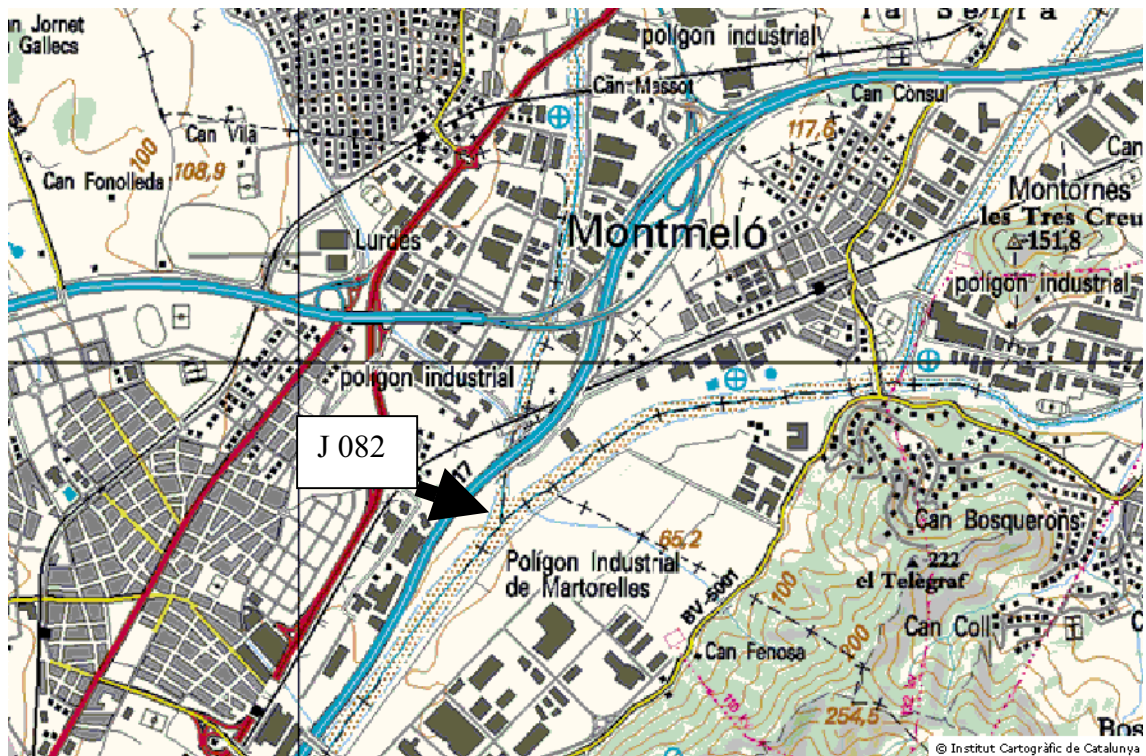 la Serra
n Jornet
Gallecs
polígon industrial
Can Massot
Can Cònsul
Can Vila
100
108,9
117,6
Can
Can Fonolleda
Montornes
les Tres Creu
151,8
Lurdes
Montmeló
polígon industrial
polígon industrial
J 082
Can Bosquerons
65,2
Polígon Industrial
de Martorelles
222
el Telègraf
BV-5001
100
200
Can Coll
Can Fenosa
254,5
Bos
© Institut Cartogràfic de Catalunya